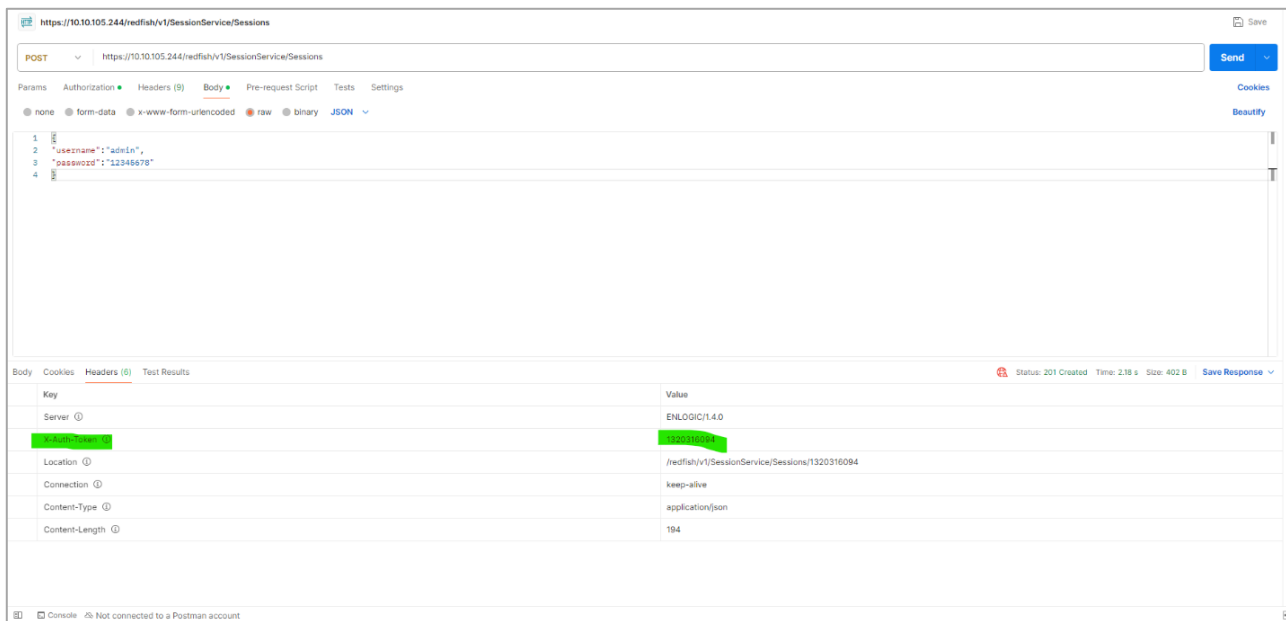 https://10.10.105.244/redfish/v1/SessionService/Sessions
Save
POST https://10.10.105.244/redfish/v1/SessionService/Sessions
Send
Params Authorization Headers (9) Body Pre-request Script Tests Settings
Cookies
none form-data x-www-form-urlencoded raw binary JSON
Beautify
1 {
2 "username":"admin",
3 "password":"12345678"
4 }
Body Cookies Headers (6) Test Results
Status: 201 Created Time: 2.18 s Size: 402 B Save Response
Key Value
Server ENLOGIC/1.4.0
X-Auth-Token 1320316094
Location /redfish/v1/SessionService/Sessions/1320316094
Connection keep-alive
Content-Type application/json
Content-Length 194
Console Not connected to a Postman account